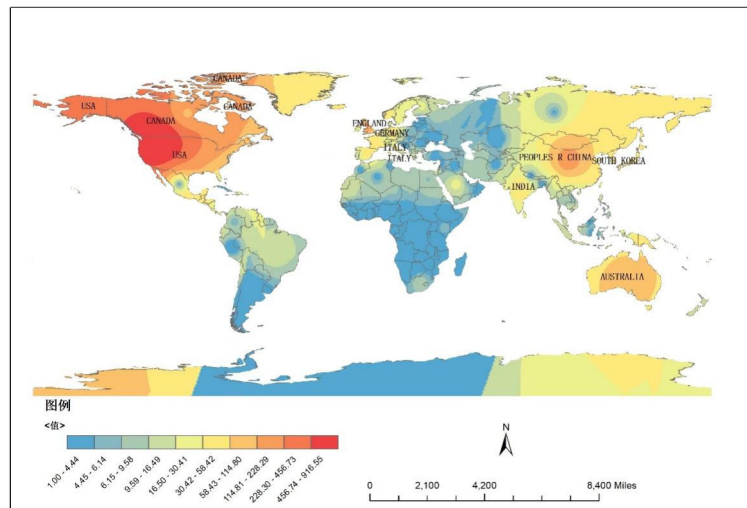 CANADA
USA
CANADA
CANADA
USA
ENGLAND
GERMANY
ITALY
ITALY
PEOPLES R CHINA
SOUTH KOREA
INDIA
AUSTRALIA
图例
<值>
1.00 - 4.44
4.45 - 6.14
6.15 - 9.58
9.59 - 16.49
16.50 - 30.41
30.42 - 58.42
58.43 - 114.80
114.81 - 228.29
228.30 - 456.73
456.74 - 916.55
N
0 2,100 4,200 8,400 Miles